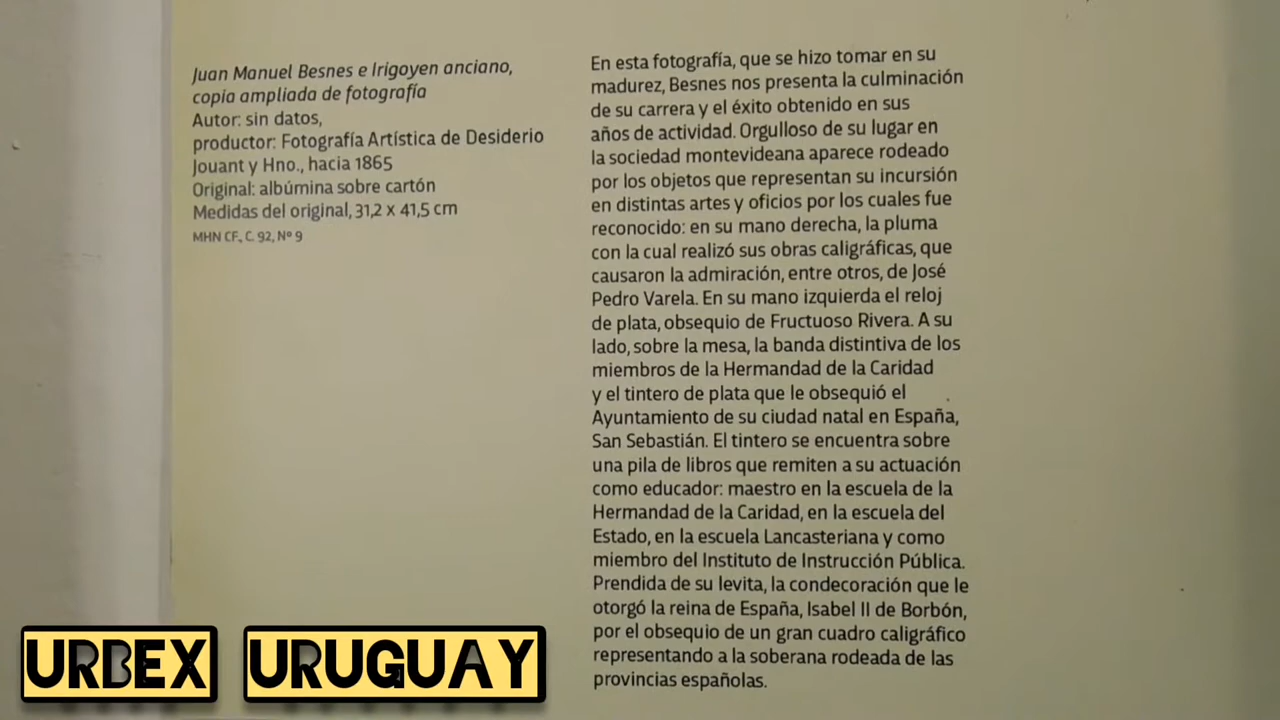 Juan Manuel Besnes e Irigoyen anciano,
copia ampliada de fotografía
Autor: sin datos,
productor: Fotografía Artística de Desiderio
Jouant y Hno., hacia 1865
Original: albúmina sobre cartón
Medidas del original, 31,2 x 41,5 cm
MHN CF., C. 92, Nº 9
En esta fotografía, que se hizo tomar en su
madurez, Besnes nos presenta la culminación
de su carrera y el éxito obtenido en sus
años de actividad. Orgulloso de su lugar en
la sociedad montevideana aparece rodeado
por los objetos que representan su incursión
en distintas artes y oficios por los cuales fue
reconocido: en su mano derecha, la pluma
con la cual realizó sus obras caligráficas, que
causaron la admiración, entre otros, de José
Pedro Varela. En su mano izquierda el reloj
de plata, obsequio de Fructuoso Rivera. A su
lado, sobre la mesa, la banda distintiva de los
miembros de la Hermandad de la Caridad
y el tintero de plata que le obsequió el
Ayuntamiento de su ciudad natal en España,
San Sebastián. El tintero se encuentra sobre
una pila de libros que remiten a su actuación
como educador: maestro en la escuela de la
Hermandad de la Caridad, en la escuela del
Estado, en la escuela Lancasteriana y como
miembro del Instituto de Instrucción Pública.
Prendida de su levita, la condecoración que le
otorgó la reina de España, Isabel II de Borbón,
por el obsequio de un gran cuadro caligráfico
representando a la soberana rodeada de las
provincias españolas.
URBEX URUGUAY